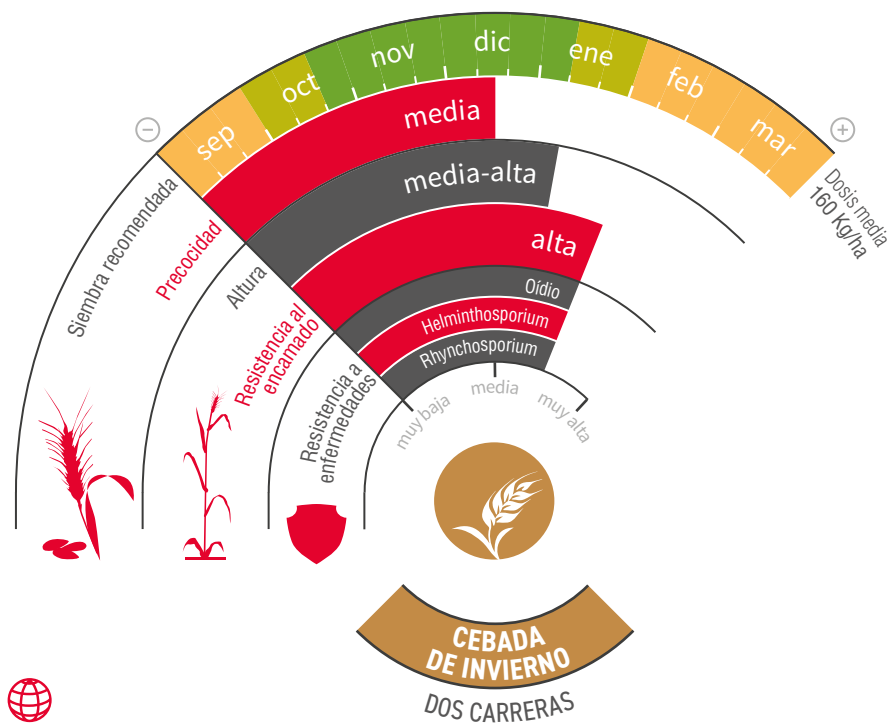 sep
oct
nov
dic
ene
feb
mar
−
+
Dosis media
160 Kg/ha
Siembra recomendada
Precocidad
media
Altura
media-alta
Resistencia al
encamado
alta
Resistencia a
enfermedades
Oídio
Helminthosporium
Rhynchosporium
muy baja
media
muy alta
CEBADA
DE INVIERNO
DOS CARRERAS